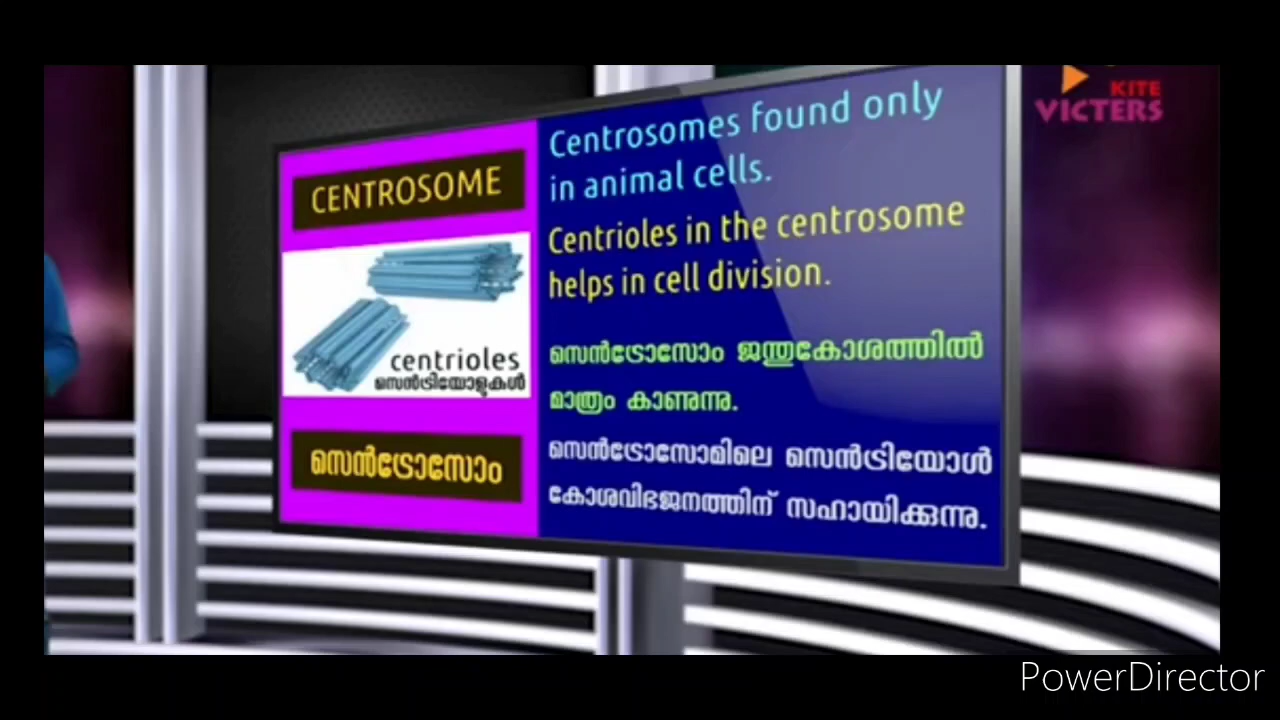 KITE
VICTERS
CENTROSOME
centrioles
സെൻട്രിയോളുകൾ
സെൻട്രോസോം
Centrosomes found only
in animal cells.
Centrioles in the centrosome
helps in cell division.
സെൻട്രോസോം ജന്തുകോശത്തിൽ
മാത്രം കാണുന്നു.
സെൻട്രോസോമിലെ സെൻട്രിയോൾ
കോശവിഭജനത്തിന് സഹായിക്കുന്നു.
PowerDirector